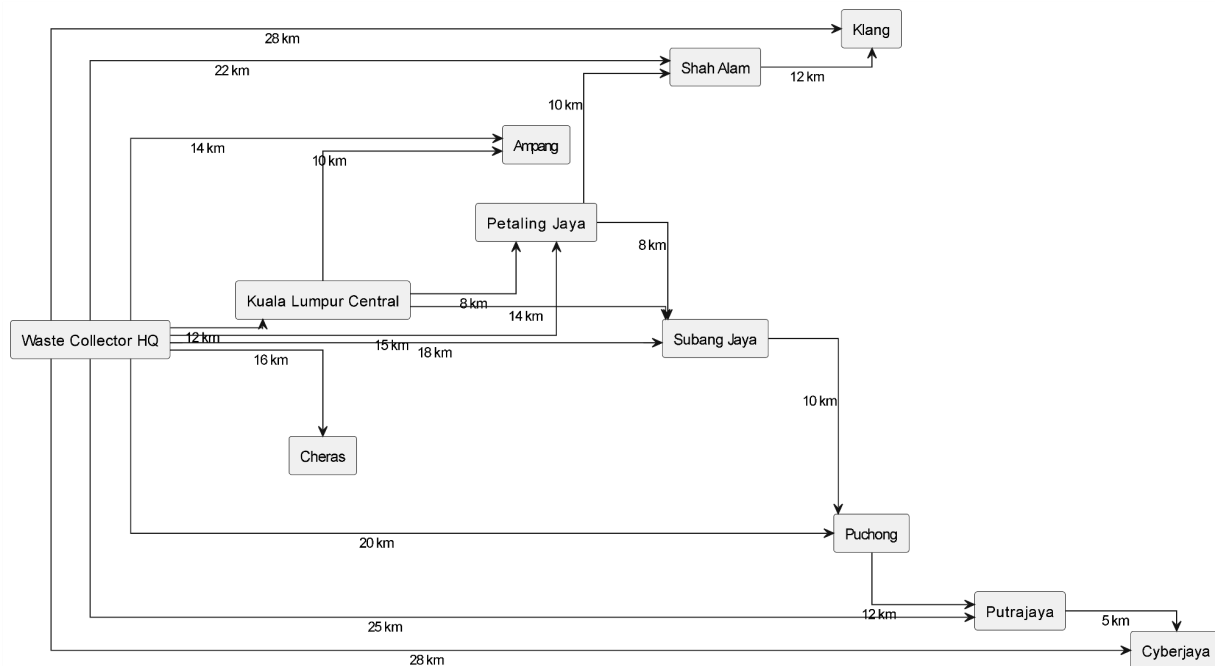 Klang
28 km
Shah Alam
22 km
12 km
10 km
Ampang
14 km
10 km
Petaling Jaya
8 km
Kuala Lumpur Central
8 km
14 km
Waste Collector HQ
12 km
15 km
18 km
Subang Jaya
16 km
10 km
Cheras
Puchong
20 km
Putrajaya
12 km
5 km
25 km
Cyberjaya
28 km